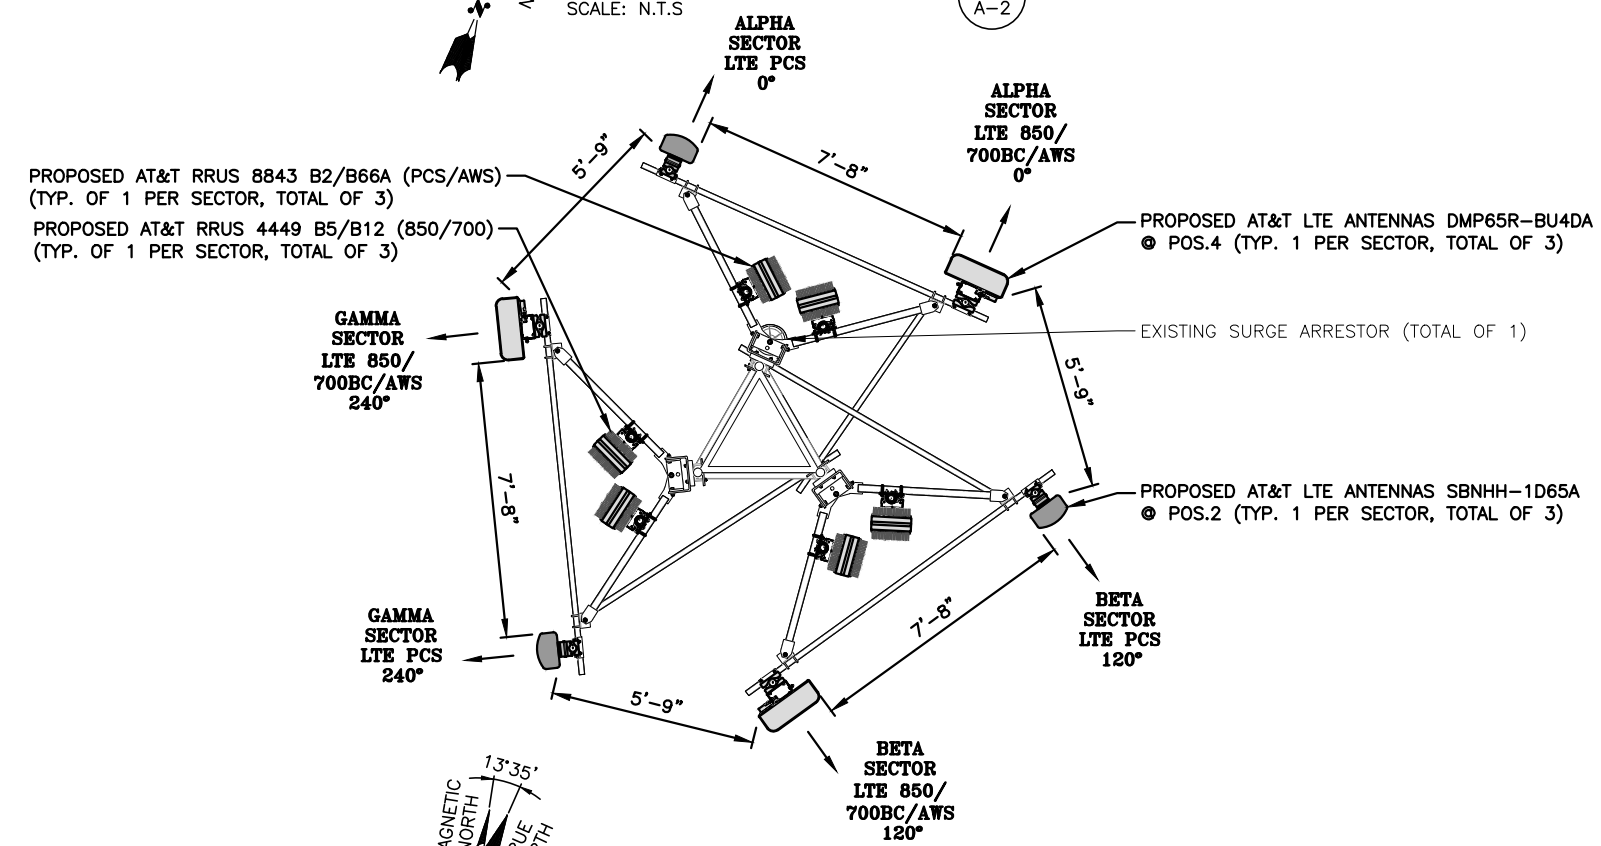 SCALE: N.T.S
A-2
ALPHA
SECTOR
LTE PCS
0°
ALPHA
SECTOR
LTE 850/
700BC/AWS
0°
5'-9"
7'-8"
PROPOSED AT&T RRUS 8843 B2/B66A (PCS/AWS)
(TYP. OF 1 PER SECTOR, TOTAL OF 3)
PROPOSED AT&T RRUS 4449 B5/B12 (850/700)
(TYP. OF 1 PER SECTOR, TOTAL OF 3)
PROPOSED AT&T LTE ANTENNAS DMP65R-BU4DA
@ POS.4 (TYP. 1 PER SECTOR, TOTAL OF 3)
GAMMA
SECTOR
LTE 850/
700BC/AWS
240°
EXISTING SURGE ARRESTOR (TOTAL OF 1)
5'-9"
7'-8"
PROPOSED AT&T LTE ANTENNAS SBNHH-1D65A
@ POS.2 (TYP. 1 PER SECTOR, TOTAL OF 3)
GAMMA
SECTOR
LTE PCS
240°
7'-8"
BETA
SECTOR
LTE PCS
120°
5'-9"
BETA
SECTOR
LTE 850/
700BC/AWS
120°
13°35'